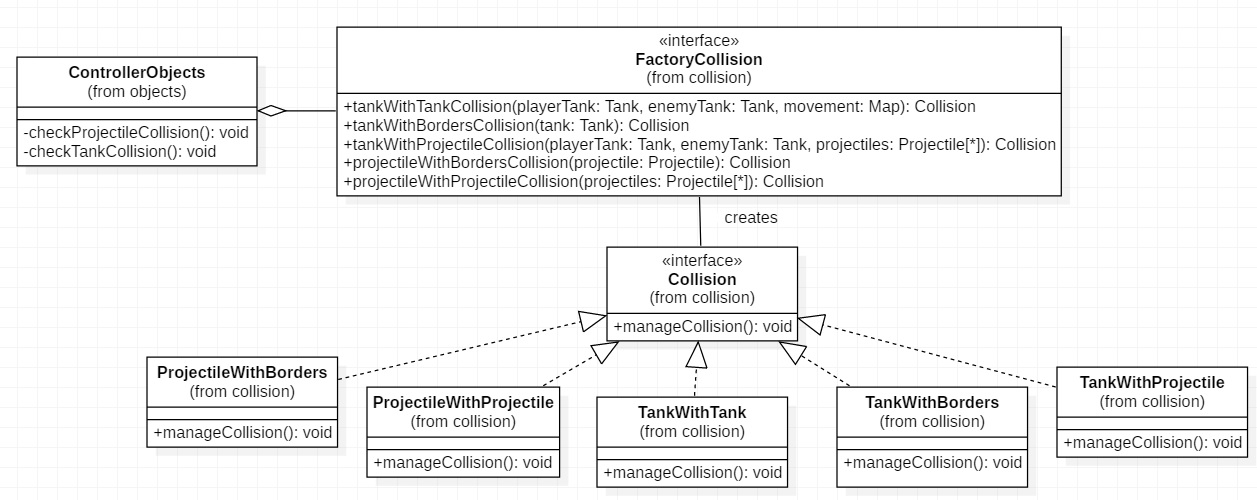 ControllerObjects
(from objects)
-checkProjectileCollision(): void
-checkTankCollision(): void
«interface»
FactoryCollision
(from collision)
+tankWithTankCollision(playerTank: Tank, enemyTank: Tank, movement: Map): Collision
+tankWithBordersCollision(tank: Tank): Collision
+tankWithProjectileCollision(playerTank: Tank, enemyTank: Tank, projectiles: Projectile[*]): Collision
+projectileWithBordersCollision(projectile: Projectile): Collision
+projectileWithProjectileCollision(projectiles: Projectile[*]): Collision
creates
«interface»
Collision
(from collision)
+manageCollision(): void
ProjectileWithBorders
(from collision)
+manageCollision(): void
ProjectileWithProjectile
(from collision)
+manageCollision(): void
TankWithTank
(from collision)
+manageCollision(): void
TankWithBorders
(from collision)
+manageCollision(): void
TankWithProjectile
(from collision)
+manageCollision(): void